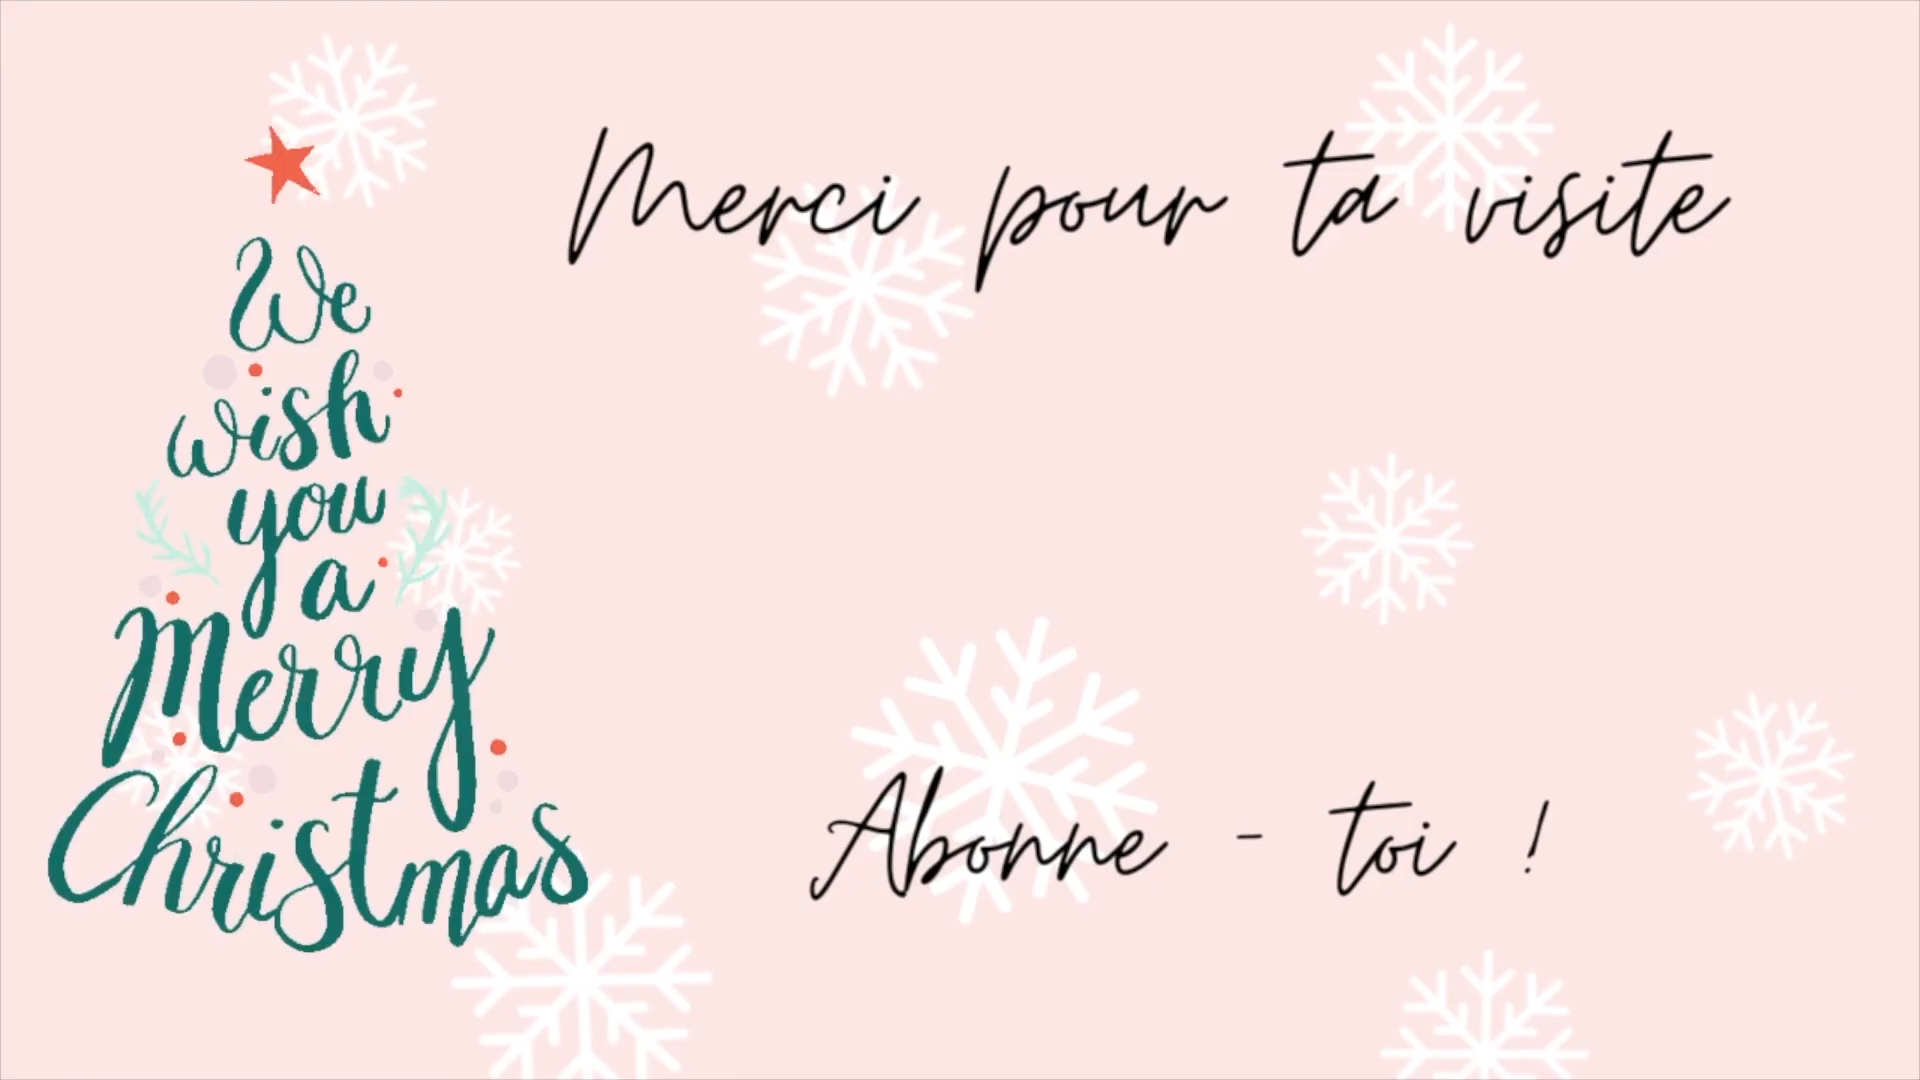 We
wish
you
a
Merry
Christmas
Merci pour ta visite
Abonne - toi !